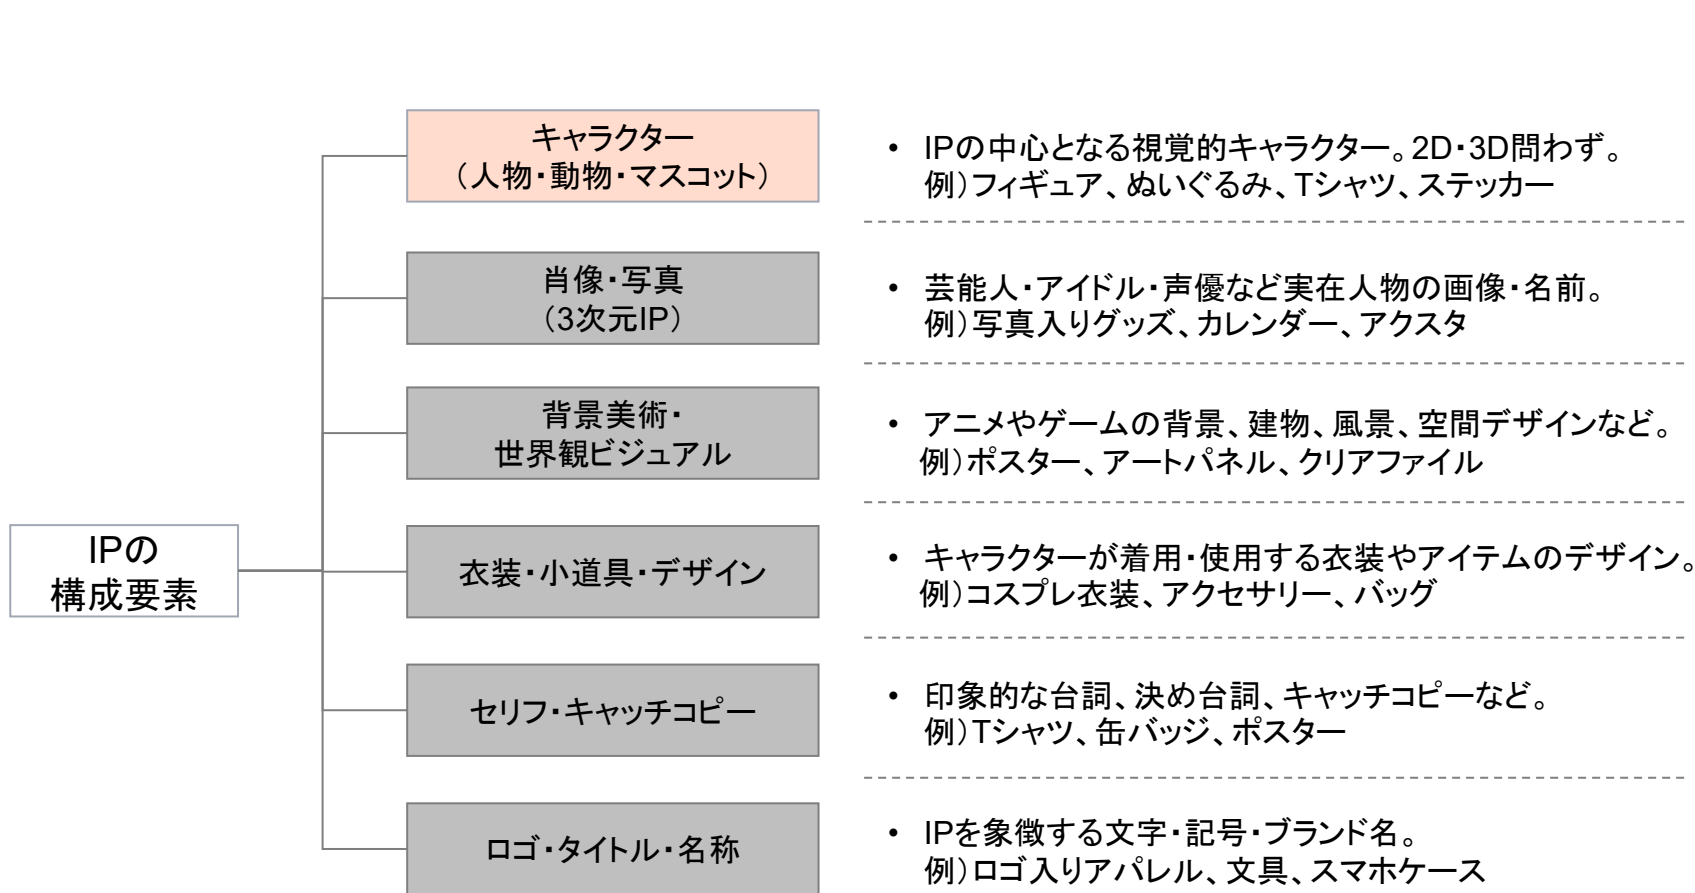 キャラクター
（人物・動物・マスコット）
• IPの中心となる視覚的キャラクター。2D・3D問わず。
例）フィギュア、ぬいぐるみ、Tシャツ、ステッカー
肖像・写真
（3次元IP）
• 芸能人・アイドル・声優など実在人物の画像・名前。
例）写真入りグッズ、カレンダー、アクスタ
背景美術・
世界観ビジュアル
• アニメやゲームの背景、建物、風景、空間デザインなど。
例）ポスター、アートパネル、クリアファイル
IPの
構成要素
衣装・小道具・デザイン
• キャラクターが着用・使用する衣装やアイテムのデザイン。
例）コスプレ衣装、アクセサリー、バッグ
セリフ・キャッチコピー
• 印象的な台詞、決め台詞、キャッチコピーなど。
例）Tシャツ、缶バッジ、ポスター
ロゴ・タイトル・名称
• IPを象徴する文字・記号・ブランド名。
例）ロゴ入りアパレル、文具、スマホケース